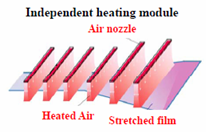 Independent heating module
Air nozzle
Heated Air
Stretched film